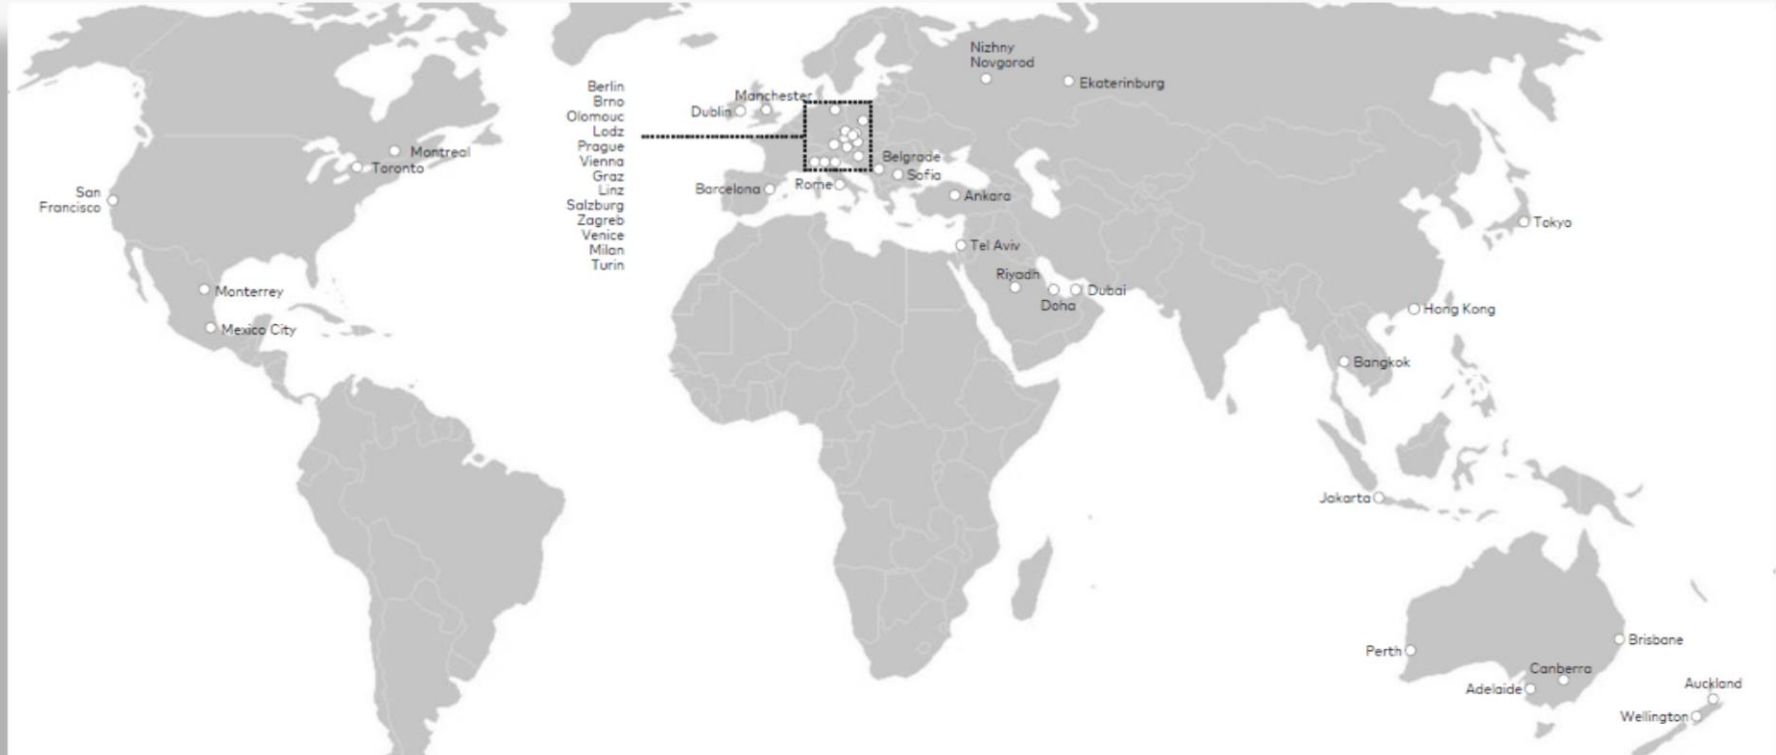 Nizhny
Novgorod
Ekaterinburg
Berlin
Brno
Olomouc
Lodz
Prague
Vienna
Graz
Linz
Salzburg
Zagreb
Venice
Milan
Turin
Manchester
Dublin
Belgrade
Sofia
Barcelona
Rome
Ankara
Montreal
Toronto
San
Francisco
Tokyo
Tel Aviv
Riyadh
Doha
Dubai
Monterrey
Mexico City
Hong Kong
Bangkok
Jakarta
Brisbane
Perth
Canberra
Adelaide
Auckland
Wellington